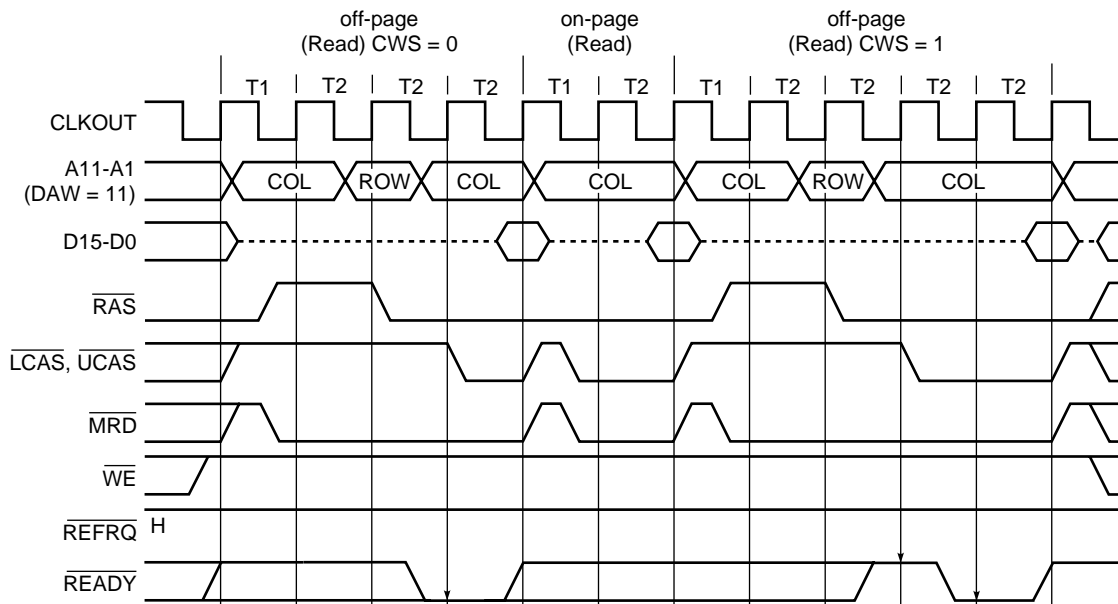 off-page
(Read) CWS = 0
on-page
(Read)
off-page
(Read) CWS = 1
T1 T2 T2 T2 T1 T2 T1 T2 T2 T2 T2
CLKOUT
A11-A1
(DAW = 11)
COL ROW COL COL COL ROW COL
D15-D0
RAS
LCAS, UCAS
MRD
WE
REFRQ H
READY